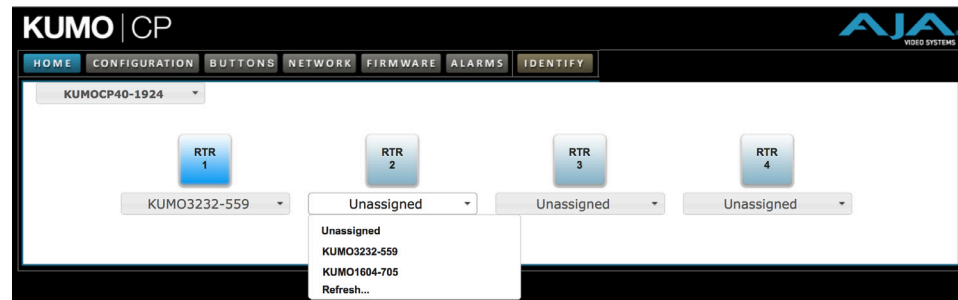 KUMO | CP
AJA
VIDEO SYSTEMS
HOME CONFIGURATION BUTTONS NETWORK FIRMWARE ALARMS IDENTIFY
KUMOCP40-1924
RTR 1
RTR 2
RTR 3
RTR 4
KUMO3232-559 Unassigned Unassigned Unassigned
Unassigned
KUMO3232-559
KUMO1604-705
Refresh...